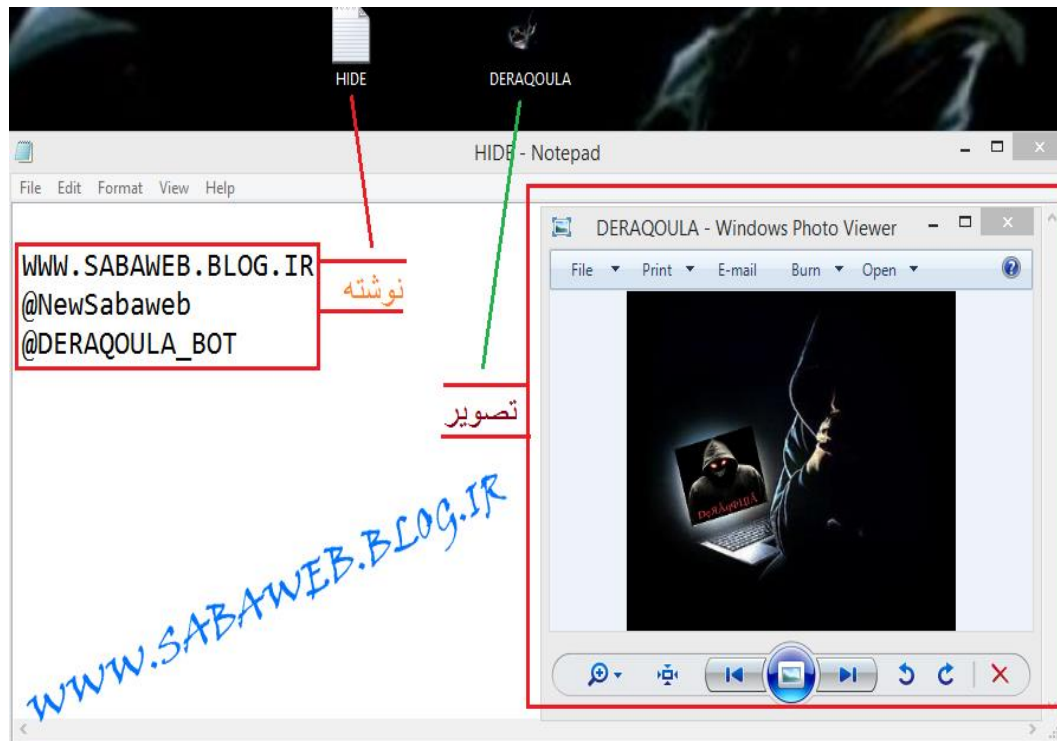 HIDE
DERAQOULA
HIDE - Notepad
File Edit Format View Help
WWW.SABAWEB.BLOG.IR
@NewSabaweb
@DERAQOULA_BOT
نوشته
تصویر
DERAQOULA - Windows Photo Viewer
File Print E-mail Burn Open
WWW.SABAWEB.BLOG.IR